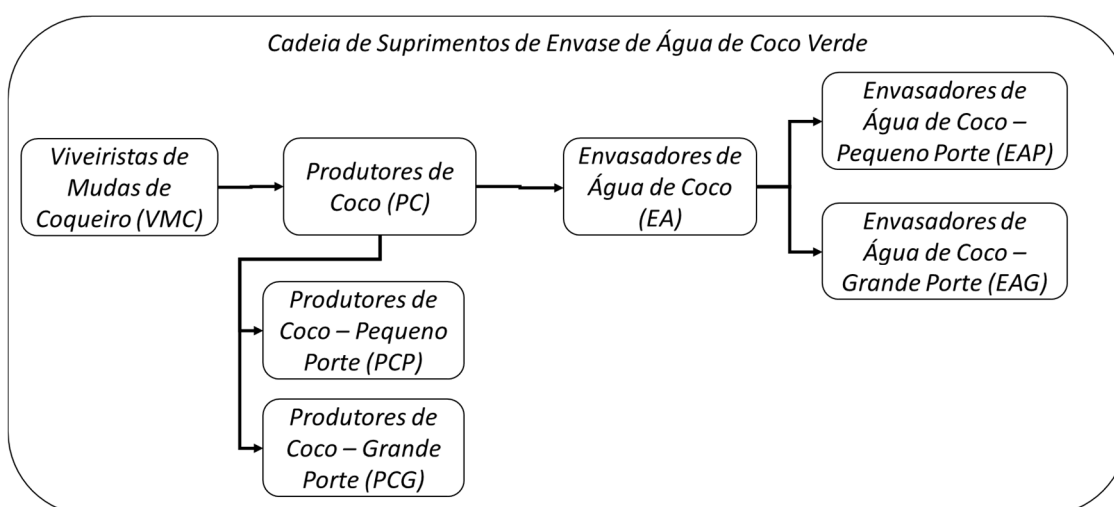 Cadeia de Suprimentos de Envase de Água de Coco Verde
Viveiristas de
Mudas de
Coqueiro (VMC)
Produtores de
Coco (PC)
Envasadores de
Água de Coco
(EA)
Envasadores de
Água de Coco –
Pequeno Porte (EAP)
Envasadores de
Água de Coco –
Grande Porte (EAG)
Produtores de
Coco – Pequeno
Porte (PCP)
Produtores de
Coco – Grande
Porte (PCG)